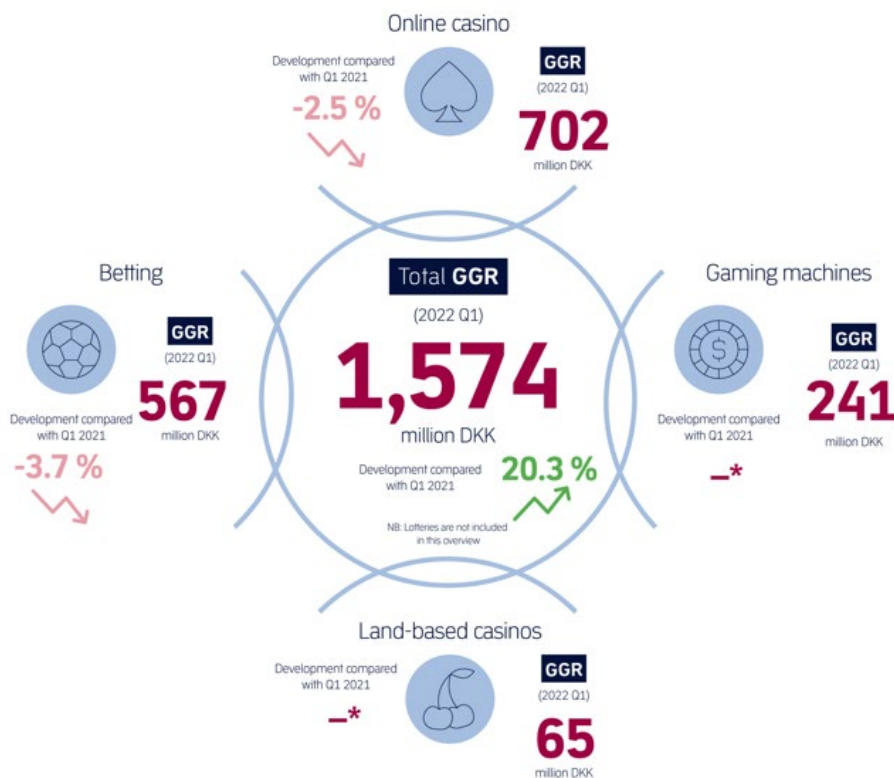 Online casino
Development compared
with Q1 2021
-2.5 %
GGR
(2022 Q1)
702
million DKK
Betting
GGR
(2022 Q1)
567
million DKK
Development compared
with Q1 2021
-3.7 %
Total GGR
(2022 Q1)
1,574
million DKK
Development compared
with Q1 2021
20.3 %
NB: Lotteries are not included
in this overview
Gaming machines
GGR
(2022 Q1)
241
million DKK
Development compared
with Q1 2021
–*
Land-based casinos
Development compared
with Q1 2021
–*
GGR
(2022 Q1)
65
million DKK